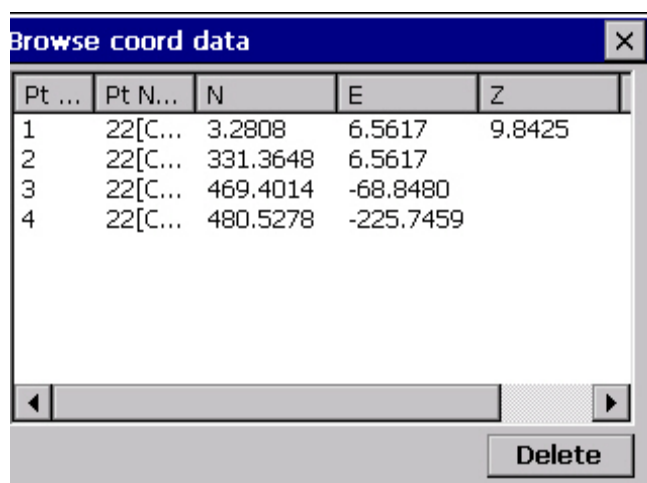 Browse coord data
Pt ... Pt N... N E Z
1 22[C... 3.2808 6.5617 9.8425
2 22[C... 331.3648 6.5617
3 22[C... 469.4014 -68.8480
4 22[C... 480.5278 -225.7459
Delete